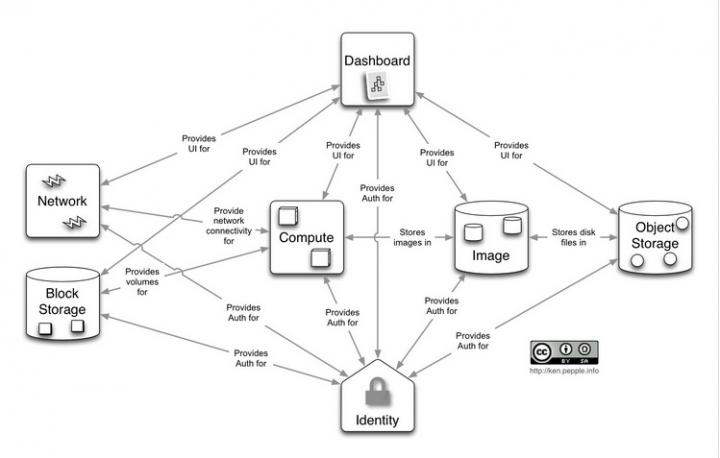 Dashboard
Provides
UI for
Provides
UI for
Provides
UI for
Provides
UI for
Provides
UI for
Provides
Auth for
Network
Provide
network
connectivity
for
Compute
Stores
images in
Image
Stores disk
files in
Object
Storage
Block
Storage
Provides
volumes
for
Provides
Auth for
Provides
Auth for
Provides
Auth for
Provides
Auth for
Provides
Auth for
Identity
cc
BY SA
http://ken.pepple.info